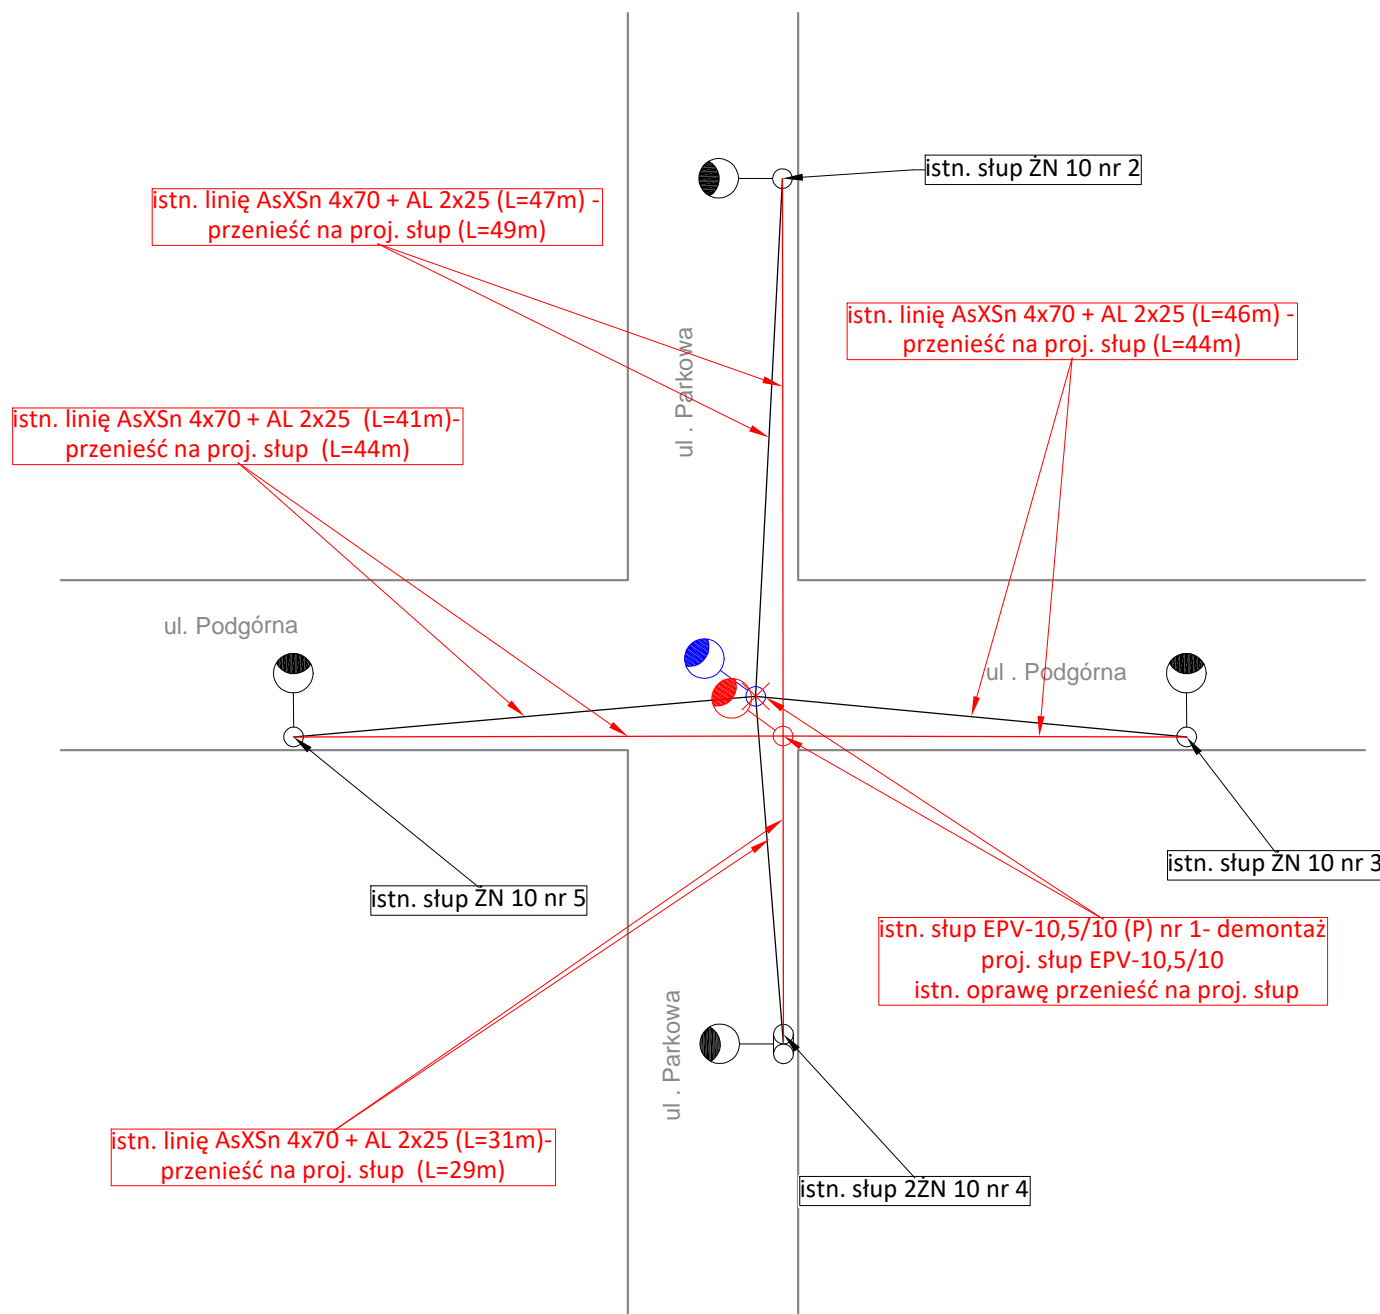 istn. słup ŻN 10 nr 2
istn. linię AsXSn 4x70 + AL 2x25 (L=47m) -
przenieść na proj. słup (L=49m)
istn. linię AsXSn 4x70 + AL 2x25 (L=46m) -
przenieść na proj. słup (L=44m)
ul . Parkowa
istn. linię AsXSn 4x70 + AL 2x25 (L=41m)-
przenieść na proj. słup (L=44m)
ul. Podgórna
ul . Podgórna
istn. słup ŻN 10 nr 3
istn. słup ŻN 10 nr 5
istn. słup EPV-10,5/10 (P) nr 1- demontaż
proj. słup EPV-10,5/10
istn. oprawę przenieść na proj. słup
ul . Parkowa
istn. linię AsXSn 4x70 + AL 2x25 (L=31m)-
przenieść na proj. słup (L=29m)
istn. słup 2ŻN 10 nr 4